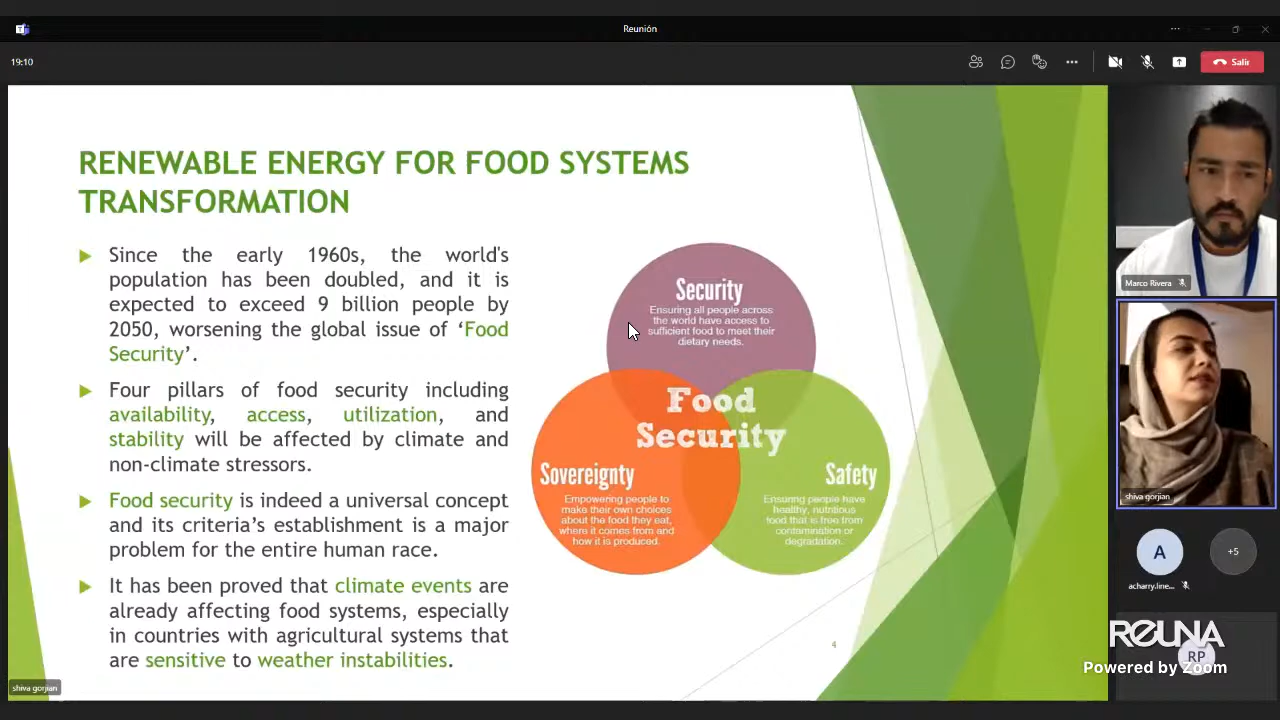 Reunión
19:10
Salir
RENEWABLE ENERGY FOR FOOD SYSTEMS
TRANSFORMATION
Since the early 1960s, the world's
population has been doubled, and it is
expected to exceed 9 billion people by
2050, worsening the global issue of ‘Food
Security’.
Four pillars of food security including
availability, access, utilization, and
stability will be affected by climate and
non-climate stressors.
Food security is indeed a universal concept
and its criteria’s establishment is a major
problem for the entire human race.
It has been proved that climate events are
already affecting food systems, especially
in countries with agricultural systems that
are sensitive to weather instabilities.
Security
Ensuring all people across
the world have access to
sufficient food to meet their
dietary needs.
Food
Security
Sovereignty
Empowering people to
make their own choices
about the food they eat,
where it comes from and
how it is produced.
Safety
Ensuring people have
healthy, nutritious
food that is free from
contamination or
degradation.
4
shiva gorjian
Marco Rivera
shiva gorjian
A
+5
acharry.line...
REUNA
RP
Powered by Zoom